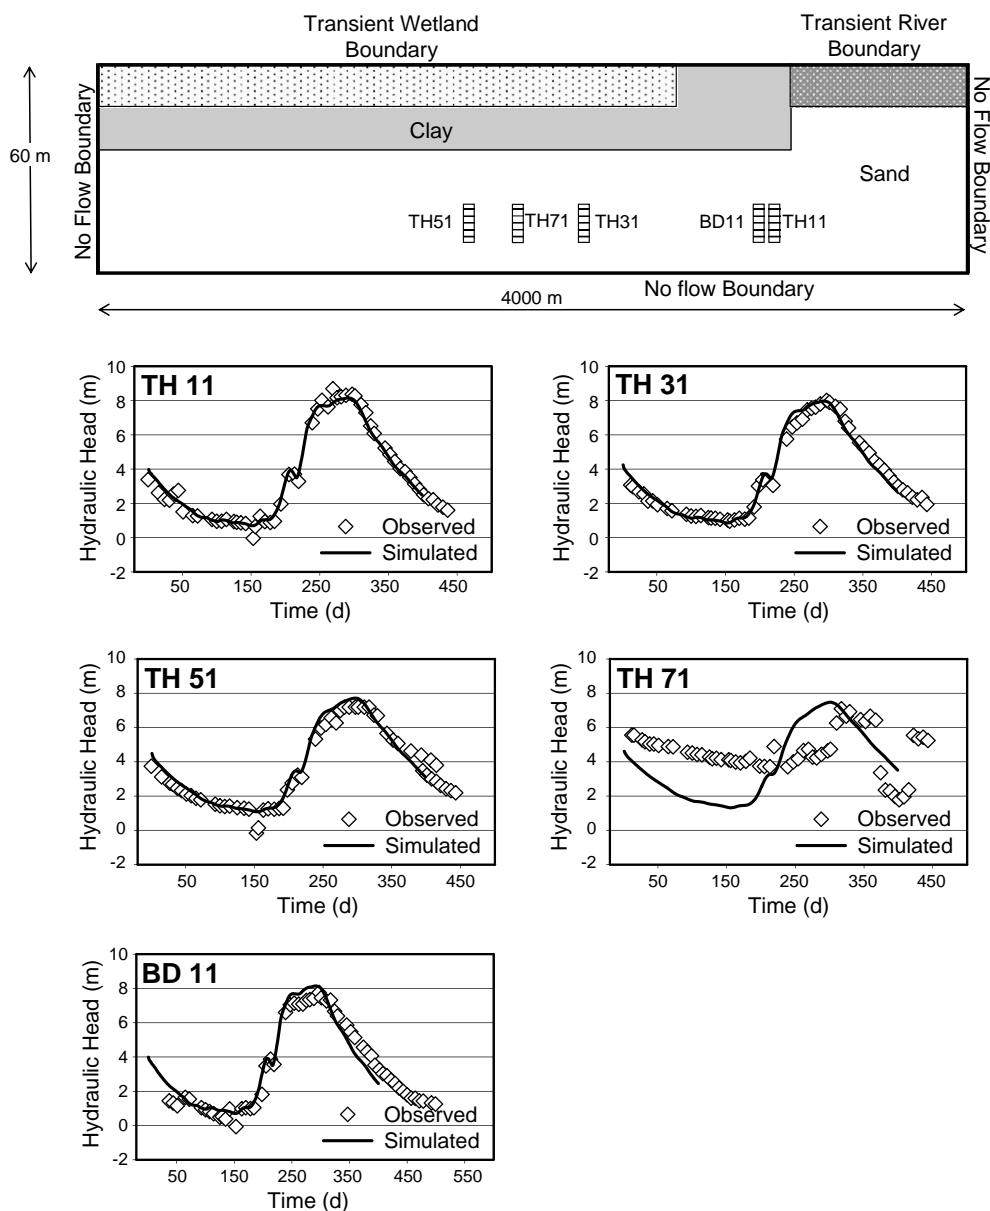 Transient Wetland
Boundary
Transient River
Boundary
60 m
No Flow Boundary
Clay
Sand
No Flow Boundary
TH51
TH71
TH31
BD11
TH11
4000 m
No flow Boundary
TH 11
Hydraulic Head (m)
10
8
6
4
2
0
-2
Observed
Simulated
50 150 250 350 450
Time (d)
TH 31
Hydraulic Head (m)
10
8
6
4
2
0
-2
Observed
Simulated
50 150 250 350 450
Time (d)
TH 51
Hydraulic Head (m)
10
8
6
4
2
0
-2
Observed
Simulated
50 150 250 350 450
Time (d)
TH 71
Hydraulic Head (m)
10
8
6
4
2
0
-2
Observed
Simulated
50 150 250 350 450
Time (d)
BD 11
Hydraulic Head (m)
10
8
6
4
2
0
-2
Observed
Simulated
50 150 250 350 450 550
Time (d)